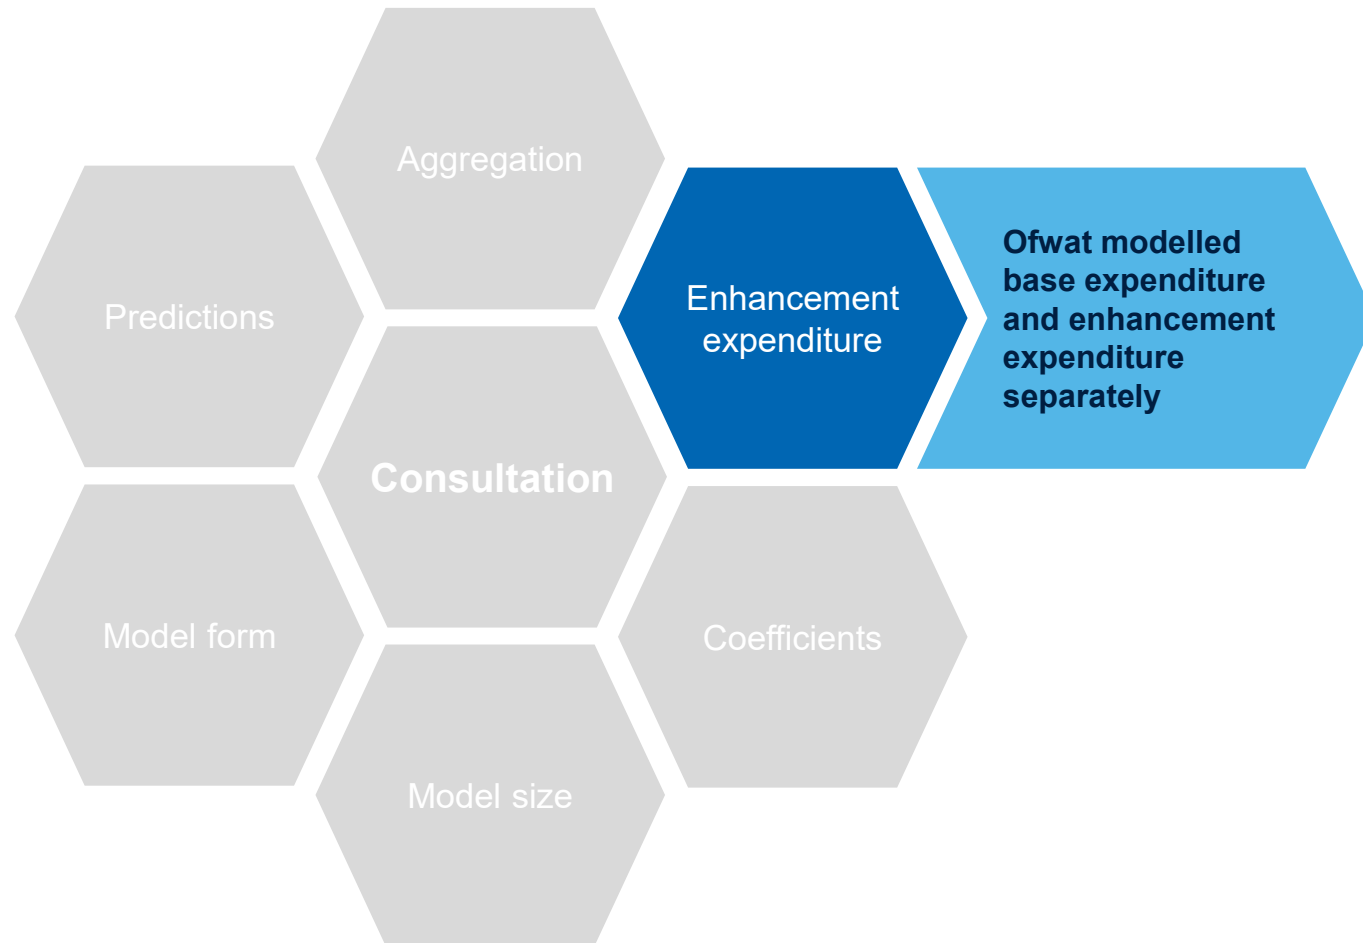 Aggregation
Predictions
Enhancement
expenditure
Ofwat modelled
base expenditure
and enhancement
expenditure
separately
Consultation
Model form
Coefficients
Model size